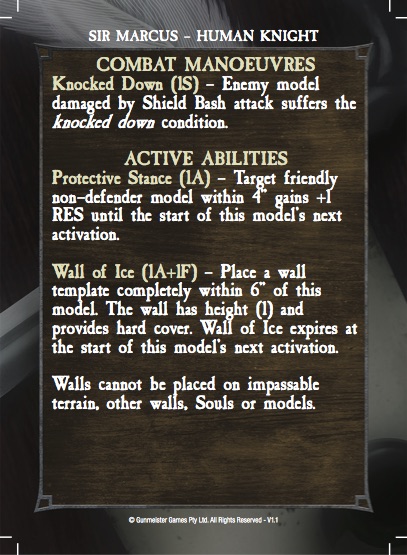 SIR MARCUS – HUMAN KNIGHT
COMBAT MANOEUVRES
Knocked Down (1S) – Enemy model
damaged by Shield Bash attack suffers the
knocked down condition.
ACTIVE ABILITIES
Protective Stance (1A) – Target friendly
non-defender model within 4" gains +1
RES until the start of this model's next
activation.
Wall of Ice (1A+1F) – Place a wall
template completely within 6" of this
model. The wall has height (1) and
provides hard cover. Wall of Ice expires at
the start of this model's next activation.
Walls cannot be placed on impassable
terrain, other walls, Souls or models.
© Gunmeister Games Pty Ltd. All Rights Reserved - V1.1